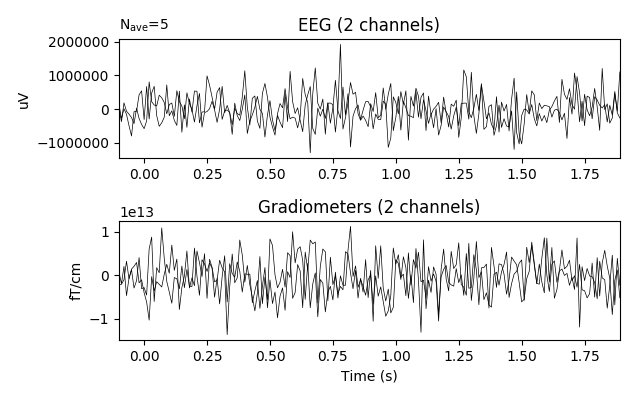 N_ave=5
EEG (2 channels)
2000000
1000000
0
−1000000
uV
0.00 0.25 0.50 0.75 1.00 1.25 1.50 1.75
1e13
Gradiometers (2 channels)
1
0
−1
fT/cm
0.00 0.25 0.50 0.75 1.00 1.25 1.50 1.75
Time (s)